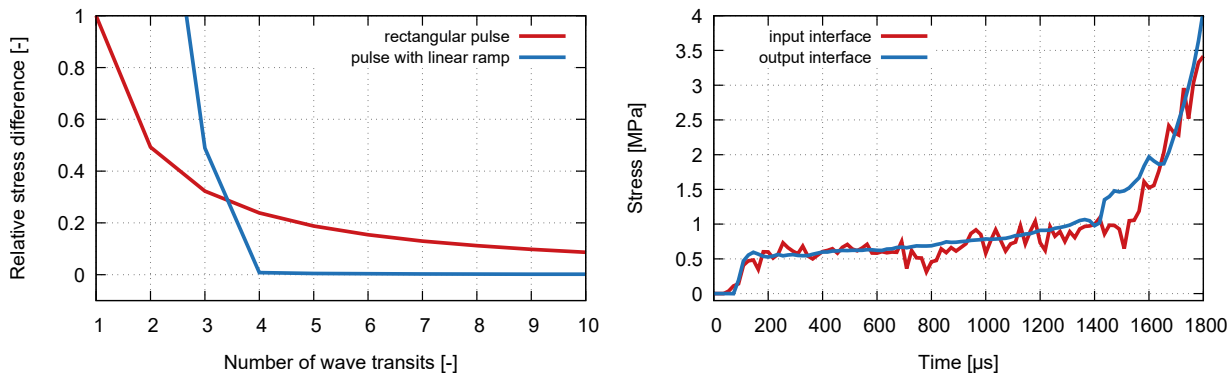 Relative stress difference [-]
1
0.8
0.6
0.4
0.2
0
rectangular pulse
pulse with linear ramp
1 2 3 4 5 6 7 8 9 10
Number of wave transits [-]
Stress [MPa]
4
3.5
3
2.5
2
1.5
1
0.5
0
input interface
output interface
0 200 400 600 800 1000 1200 1400 1600 1800
Time [µs]